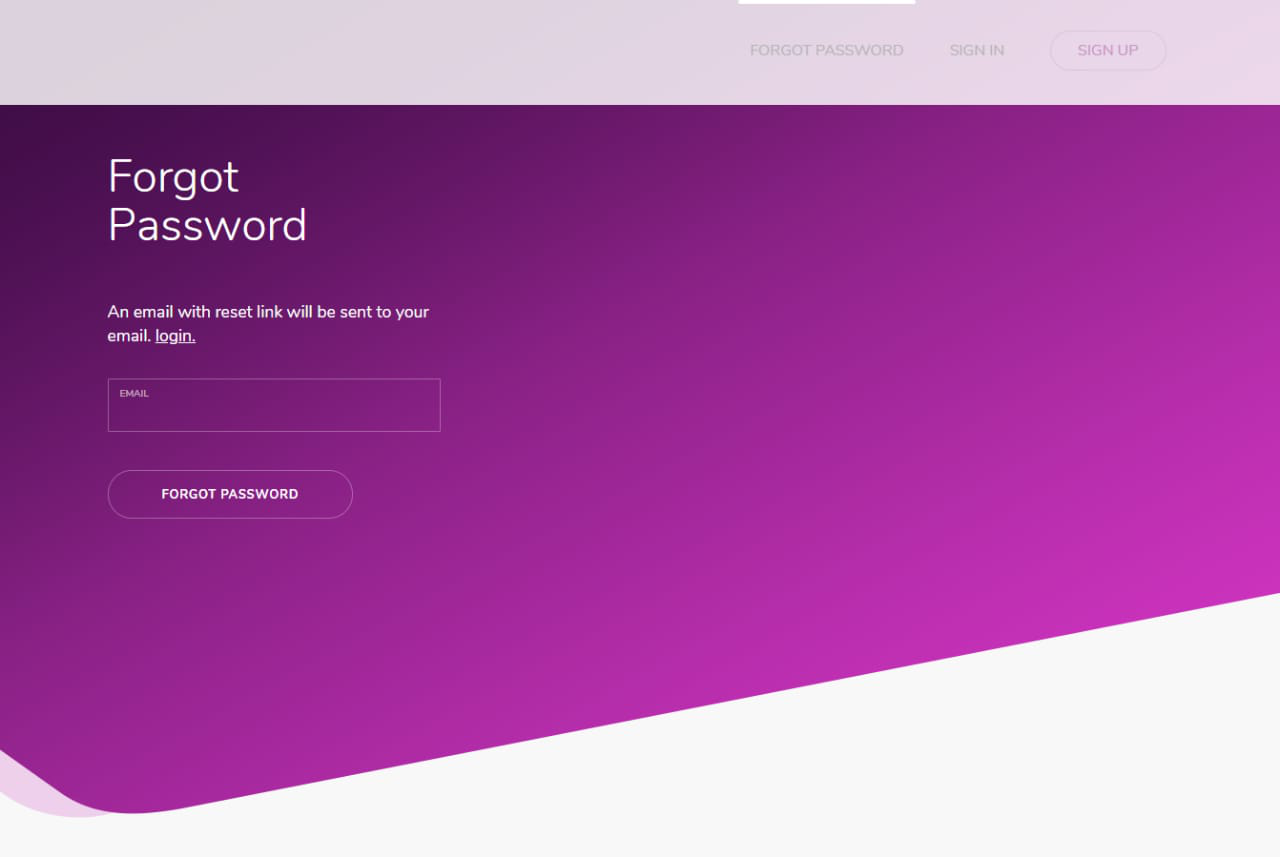 FORGOT PASSWORD SIGN IN SIGN UP
Forgot
Password
An email with reset link will be sent to your
email. login.
EMAIL
FORGOT PASSWORD